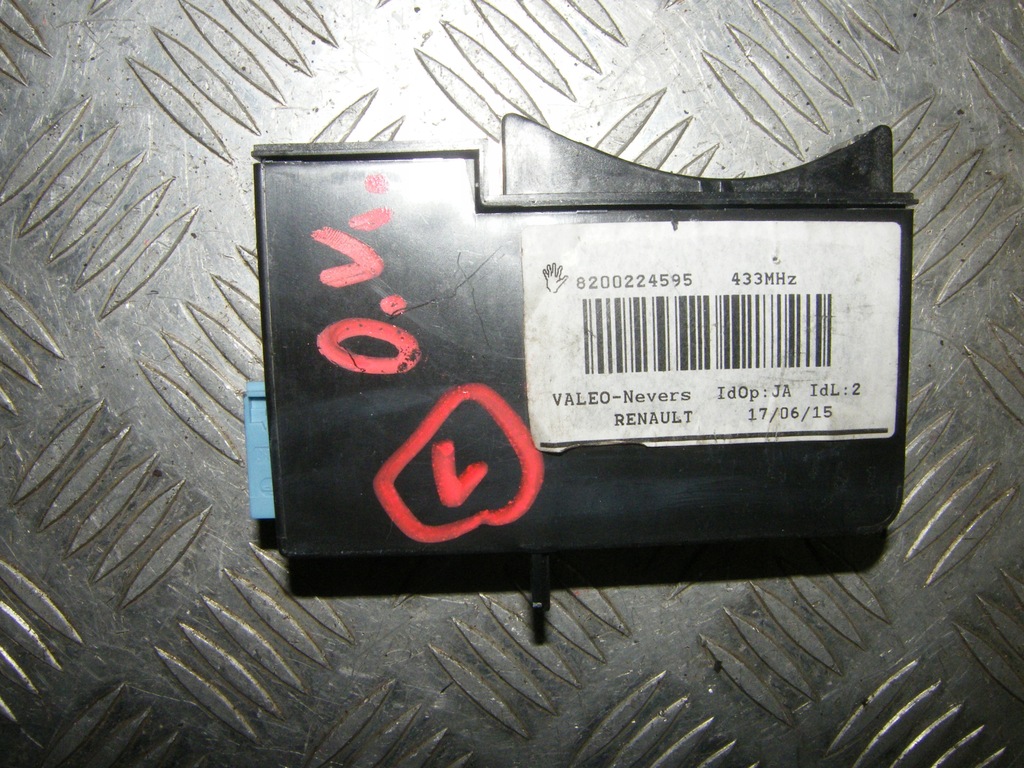 8200224595 433MHz
VALEO-Nevers IdOp:JA IdL:2
RENAULT 17/06/15
O.V.
V